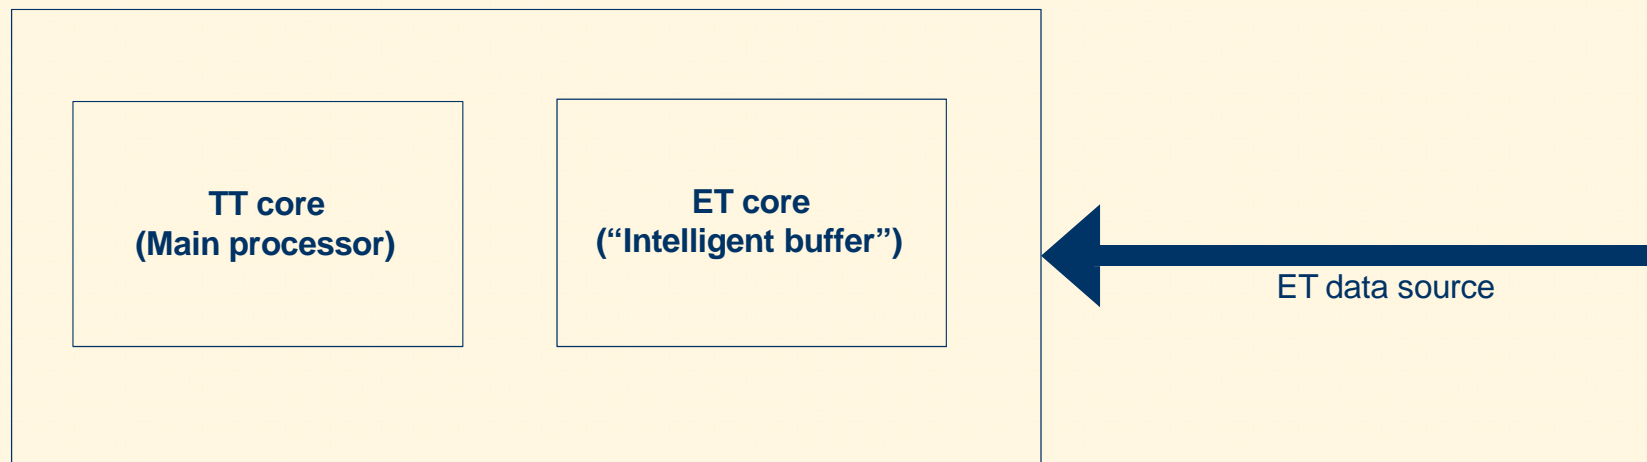 TT core
(Main processor)
ET core
(“Intelligent buffer”)
ET data source